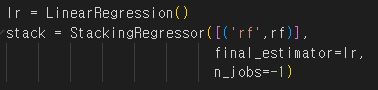 lr = LinearRegression()
stack = StackingRegressor([('rf',rf)],
final_estimator=lr,
n_jobs=-1)